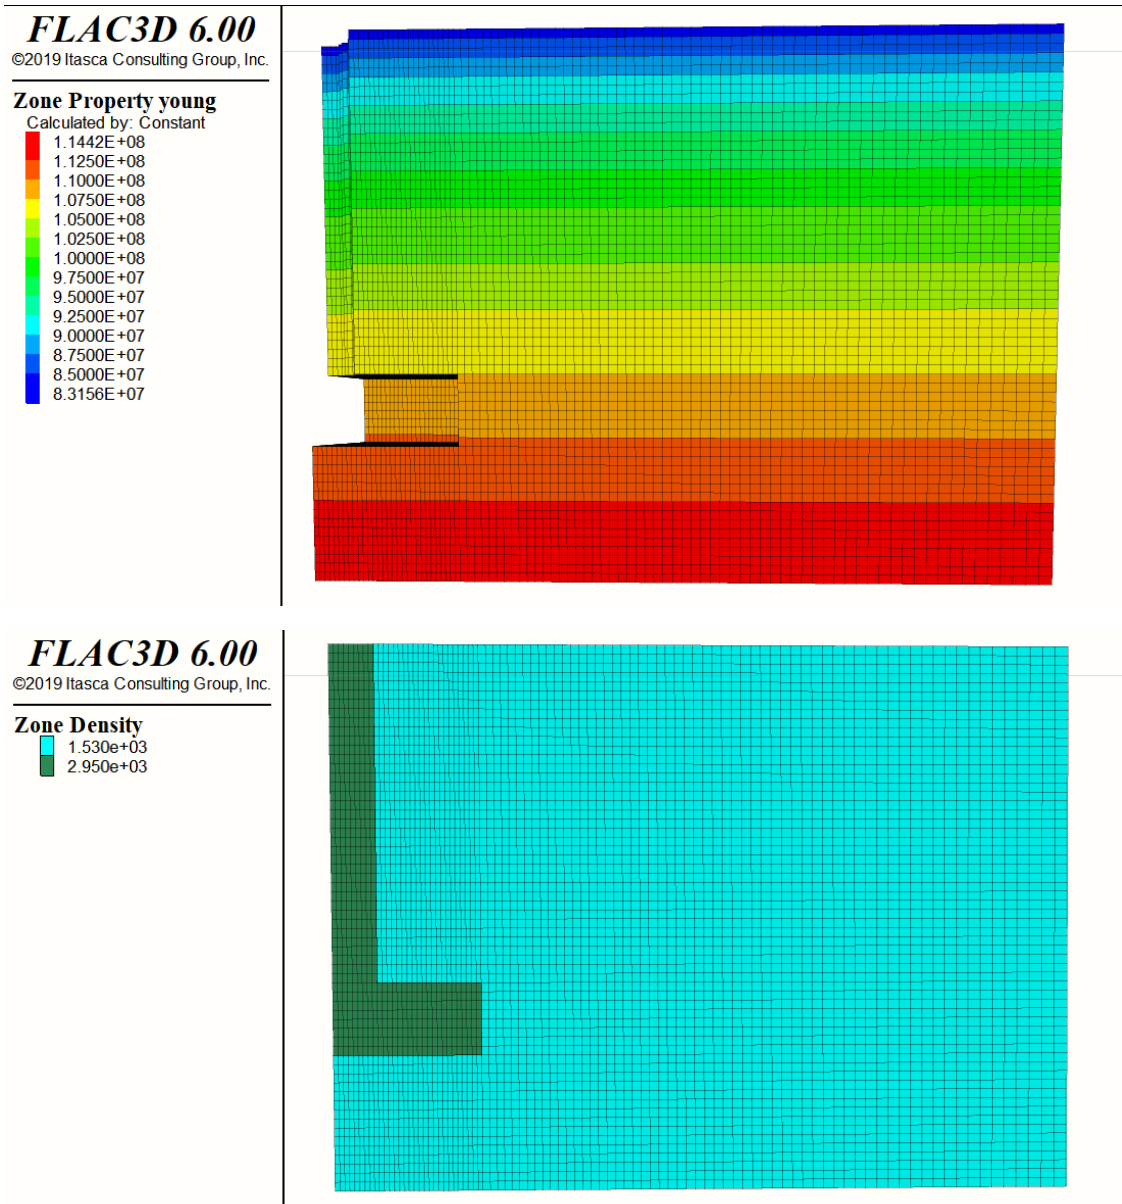 FLAC3D 6.00
©2019 Itasca Consulting Group, Inc.
Zone Property young
Calculated by: Constant
1.1442E+08
1.1250E+08
1.1000E+08
1.0750E+08
1.0500E+08
1.0250E+08
1.0000E+08
9.7500E+07
9.5000E+07
9.2500E+07
9.0000E+07
8.7500E+07
8.5000E+07
8.3156E+07
FLAC3D 6.00
©2019 Itasca Consulting Group, Inc.
Zone Density
1.530e+03
2.950e+03